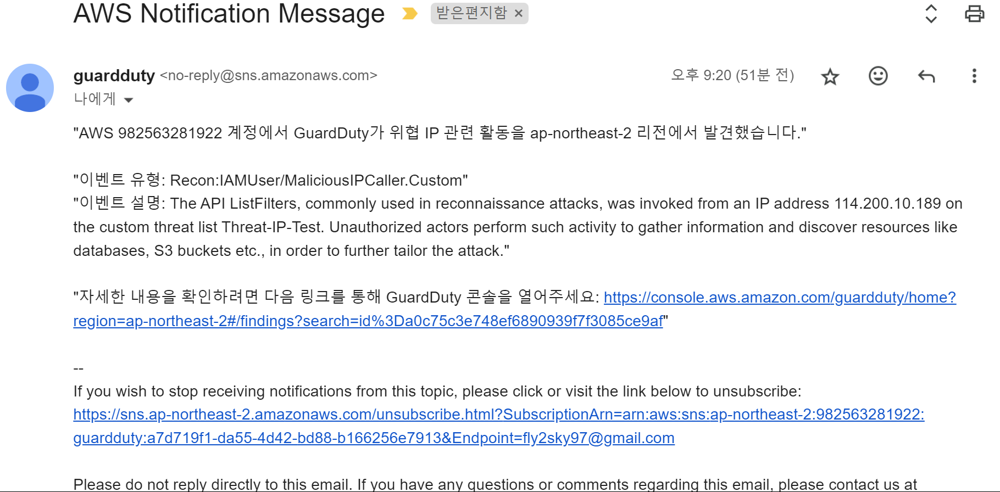 AWS Notification Message 받은편지함 ×
guardduty <no-reply@sns.amazonaws.com> 오후 9:20 (51분 전)
나에게
"AWS 982563281922 계정에서 GuardDuty가 위협 IP 관련 활동을 ap-northeast-2 리전에서 발견했습니다."
"이벤트 유형: Recon:IAMUser/MaliciousIPCaller.Custom"
"이벤트 설명: The API ListFilters, commonly used in reconnaissance attacks, was invoked from an IP address 114.200.10.189 on
the custom threat list Threat-IP-Test. Unauthorized actors perform such activity to gather information and discover resources like
databases, S3 buckets etc., in order to further tailor the attack."
"자세한 내용을 확인하려면 다음 링크를 통해 GuardDuty 콘솔을 열어주세요: https://console.aws.amazon.com/guardduty/home?
region=ap-northeast-2#/findings?search=id%3Da0c75c3e748ef6890939f7f3085ce9af"
--
If you wish to stop receiving notifications from this topic, please click or visit the link below to unsubscribe:
https://sns.ap-northeast-2.amazonaws.com/unsubscribe.html?SubscriptionArn=arn:aws:sns:ap-northeast-2:982563281922:
guardduty:a7d719f1-da55-4d42-bd88-b166256e7913&Endpoint=fly2sky97@gmail.com
Please do not reply directly to this email. If you have any questions or comments regarding this email, please contact us at